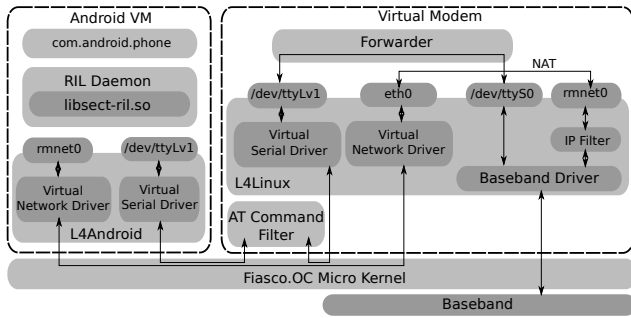 Android VM
com.android.phone
RIL Daemon
libsect-ril.so
rmnet0
/dev/ttyLv1
Virtual
Network Driver
Virtual
Serial Driver
L4Android
Virtual Modem
Forwarder
NAT
/dev/ttyLv1
eth0
/dev/ttyS0
rmnet0
Virtual
Serial Driver
Virtual
Network Driver
IP Filter
Baseband Driver
L4Linux
AT Command
Filter
Fiasco.OC Micro Kernel
Baseband